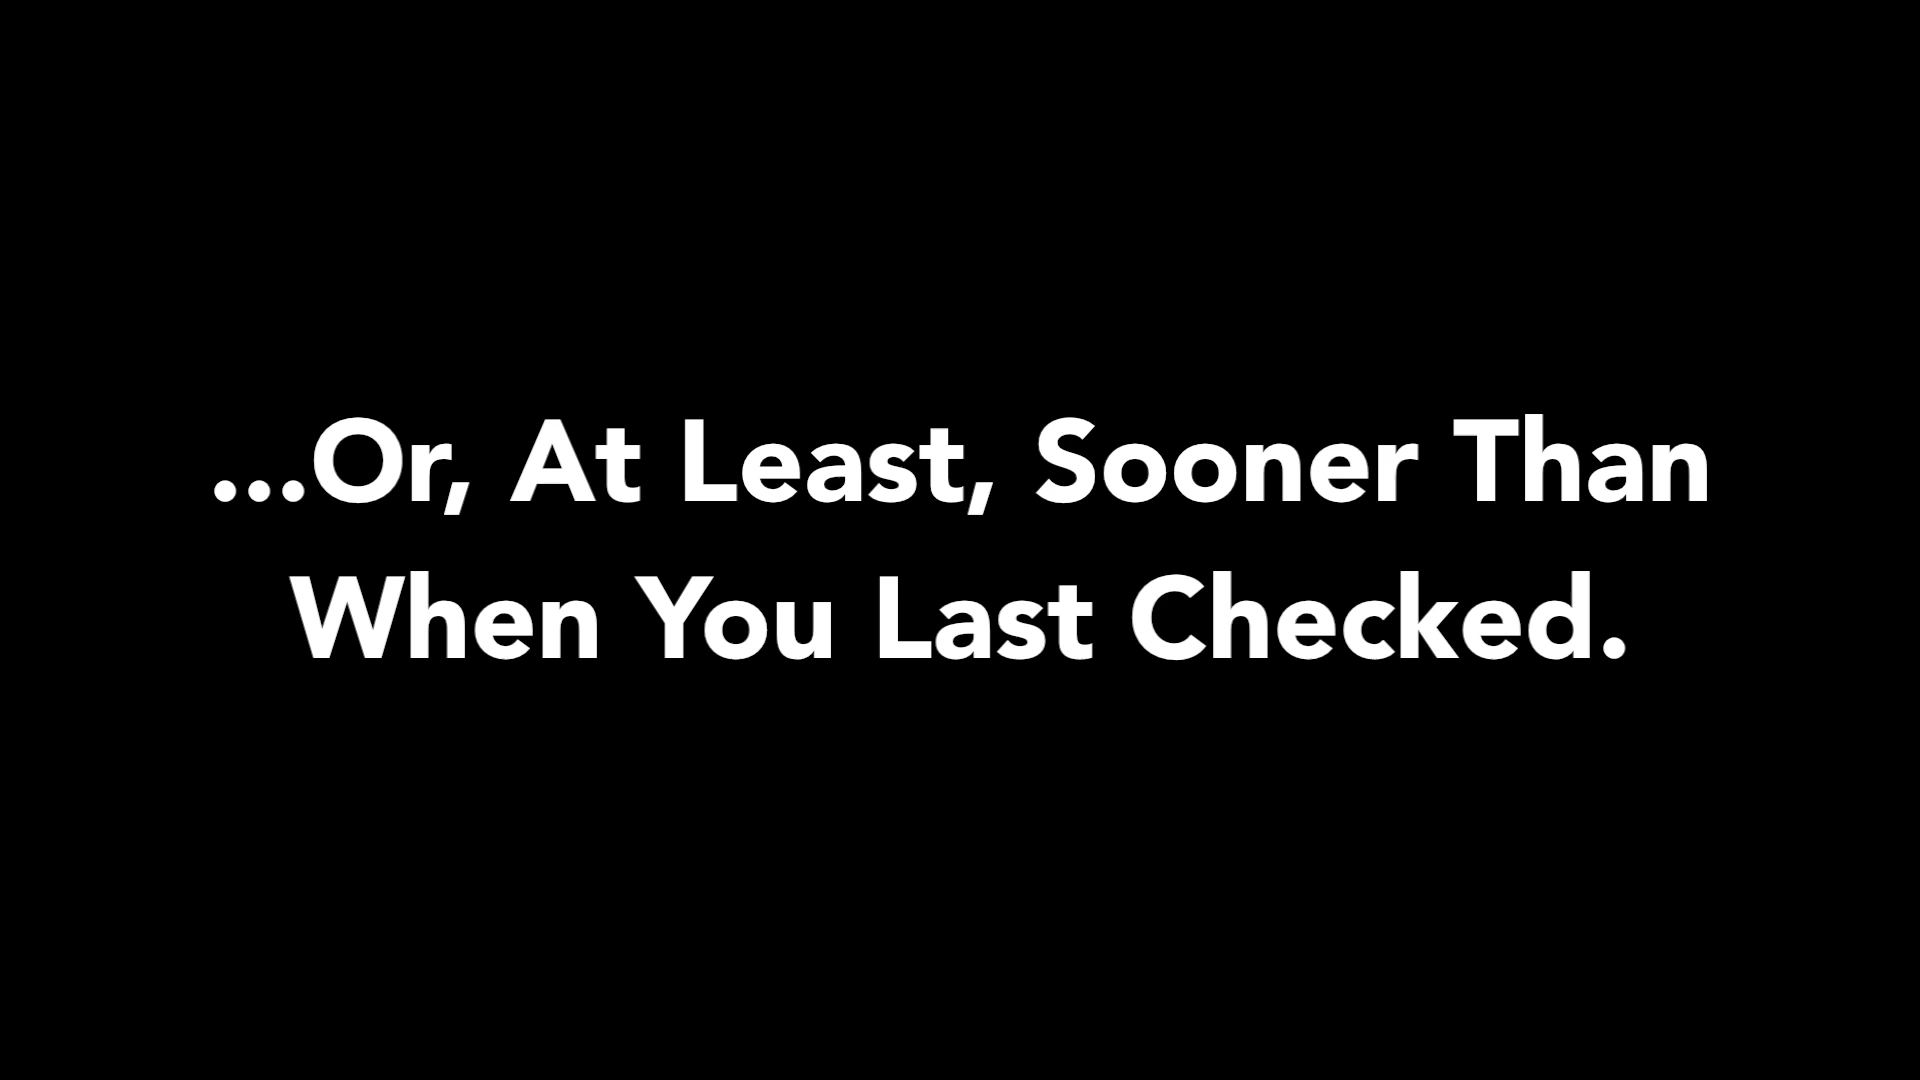 ...Or, At Least, Sooner Than
When You Last Checked.